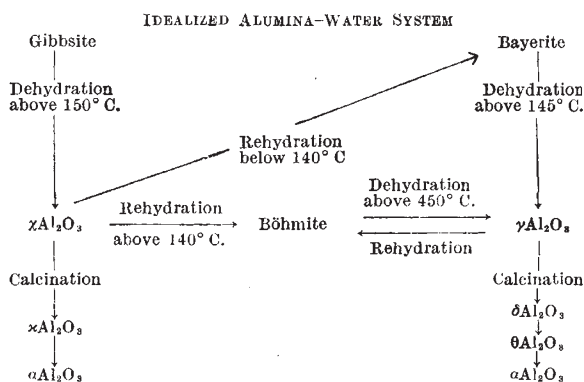 IDEALIZED ALUMINA–WATER SYSTEM
Gibbsite
Bayerite
Dehydration
above 150° C.
Dehydration
above 145° C.
Rehydration
below 140° C
Dehydration
above 450° C.
χAl₂O₃
Rehydration
above 140° C.
Böhmite
Rehydration
γAl₂O₃
Calcination
Calcination
δAl₂O₃
ϰAl₂O₃
θAl₂O₃
αAl₂O₃
αAl₂O₃